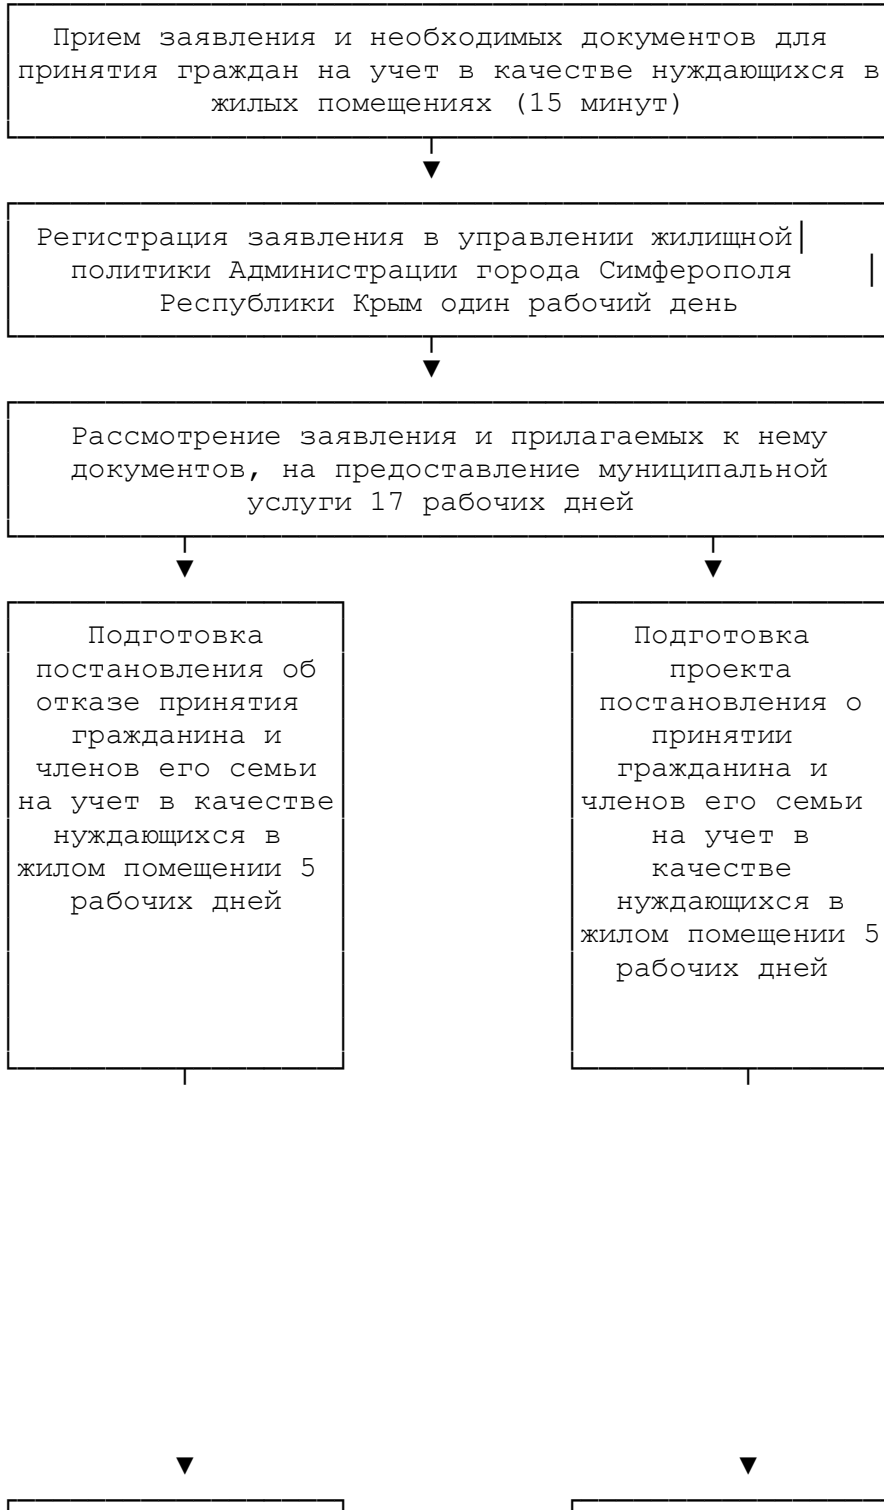 Прием заявления и необходимых документов для
принятия граждан на учет в качестве нуждающихся в
жилых помещениях (15 минут)
Регистрация заявления в управлении жилищной
политики Администрации города Симферополя
Республики Крым один рабочий день
Рассмотрение заявления и прилагаемых к нему
документов, на предоставление муниципальной
услуги 17 рабочих дней
Подготовка
постановления об
отказе принятия
гражданина и
членов его семьи
на учет в качестве
нуждающихся в
жилом помещении 5
рабочих дней
Подготовка
проекта
постановления о
принятии
гражданина и
членов его семьи
на учет в
качестве
нуждающихся в
жилом помещении 5
рабочих дней